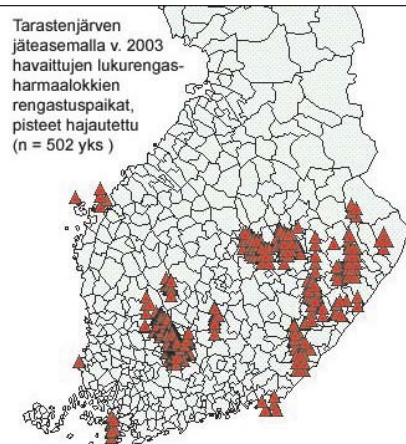 Tarastenjärven
jäteasemalla v. 2003
havaittujen lukurengas-
harmaalokkien
rengastuspaikat,
pisteet hajautettu
(n = 502 yks )